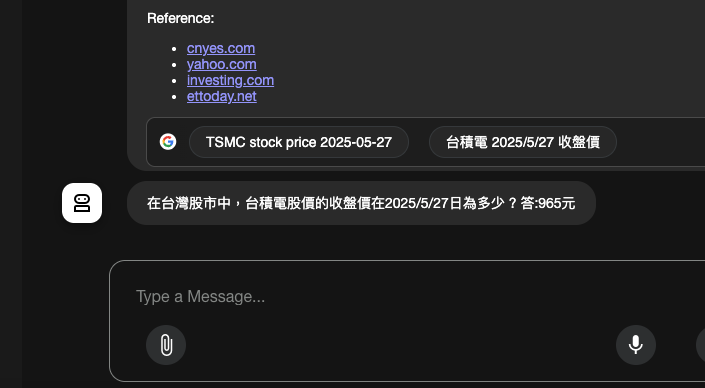 Reference:
cnyes.com
yahoo.com
investing.com
ettoday.net
TSMC stock price 2025-05-27
台積電 2025/5/27 收盤價
在台灣股市中，台積電股價的收盤價在2025/5/27日為多少？答:965元
Type a Message...